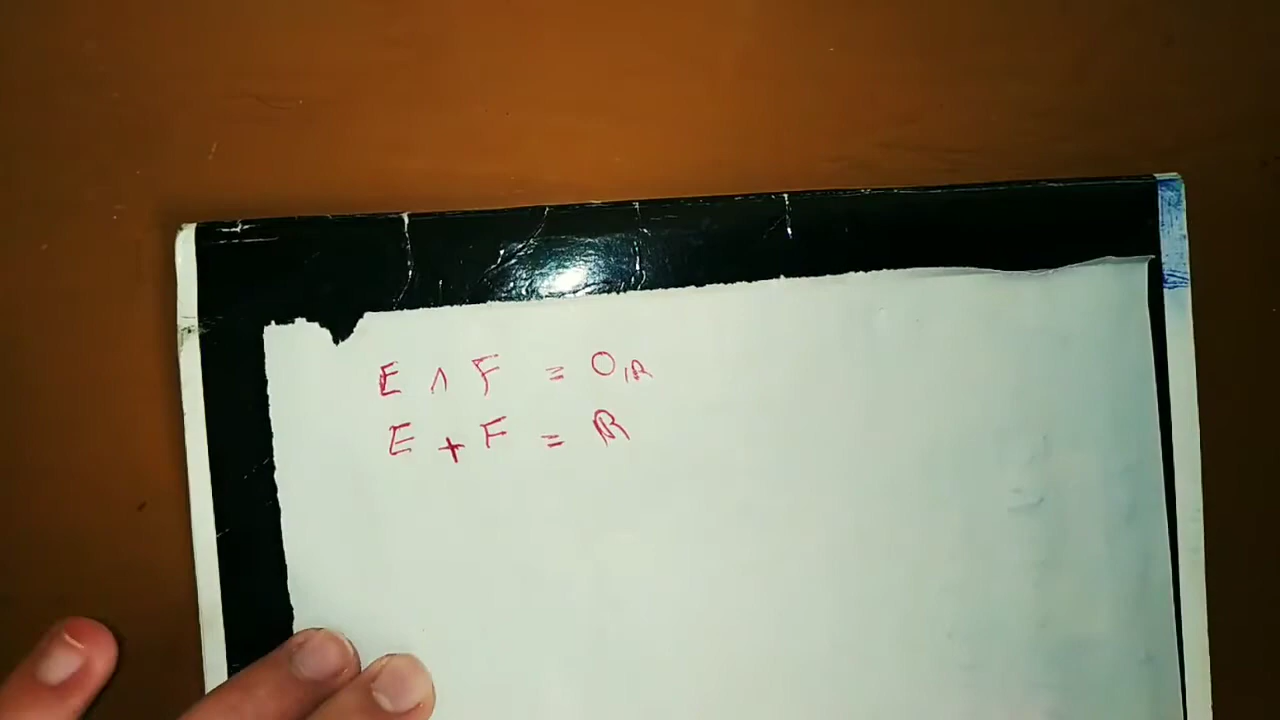 E ∧ F = 0ℝ
E + F = ℝ